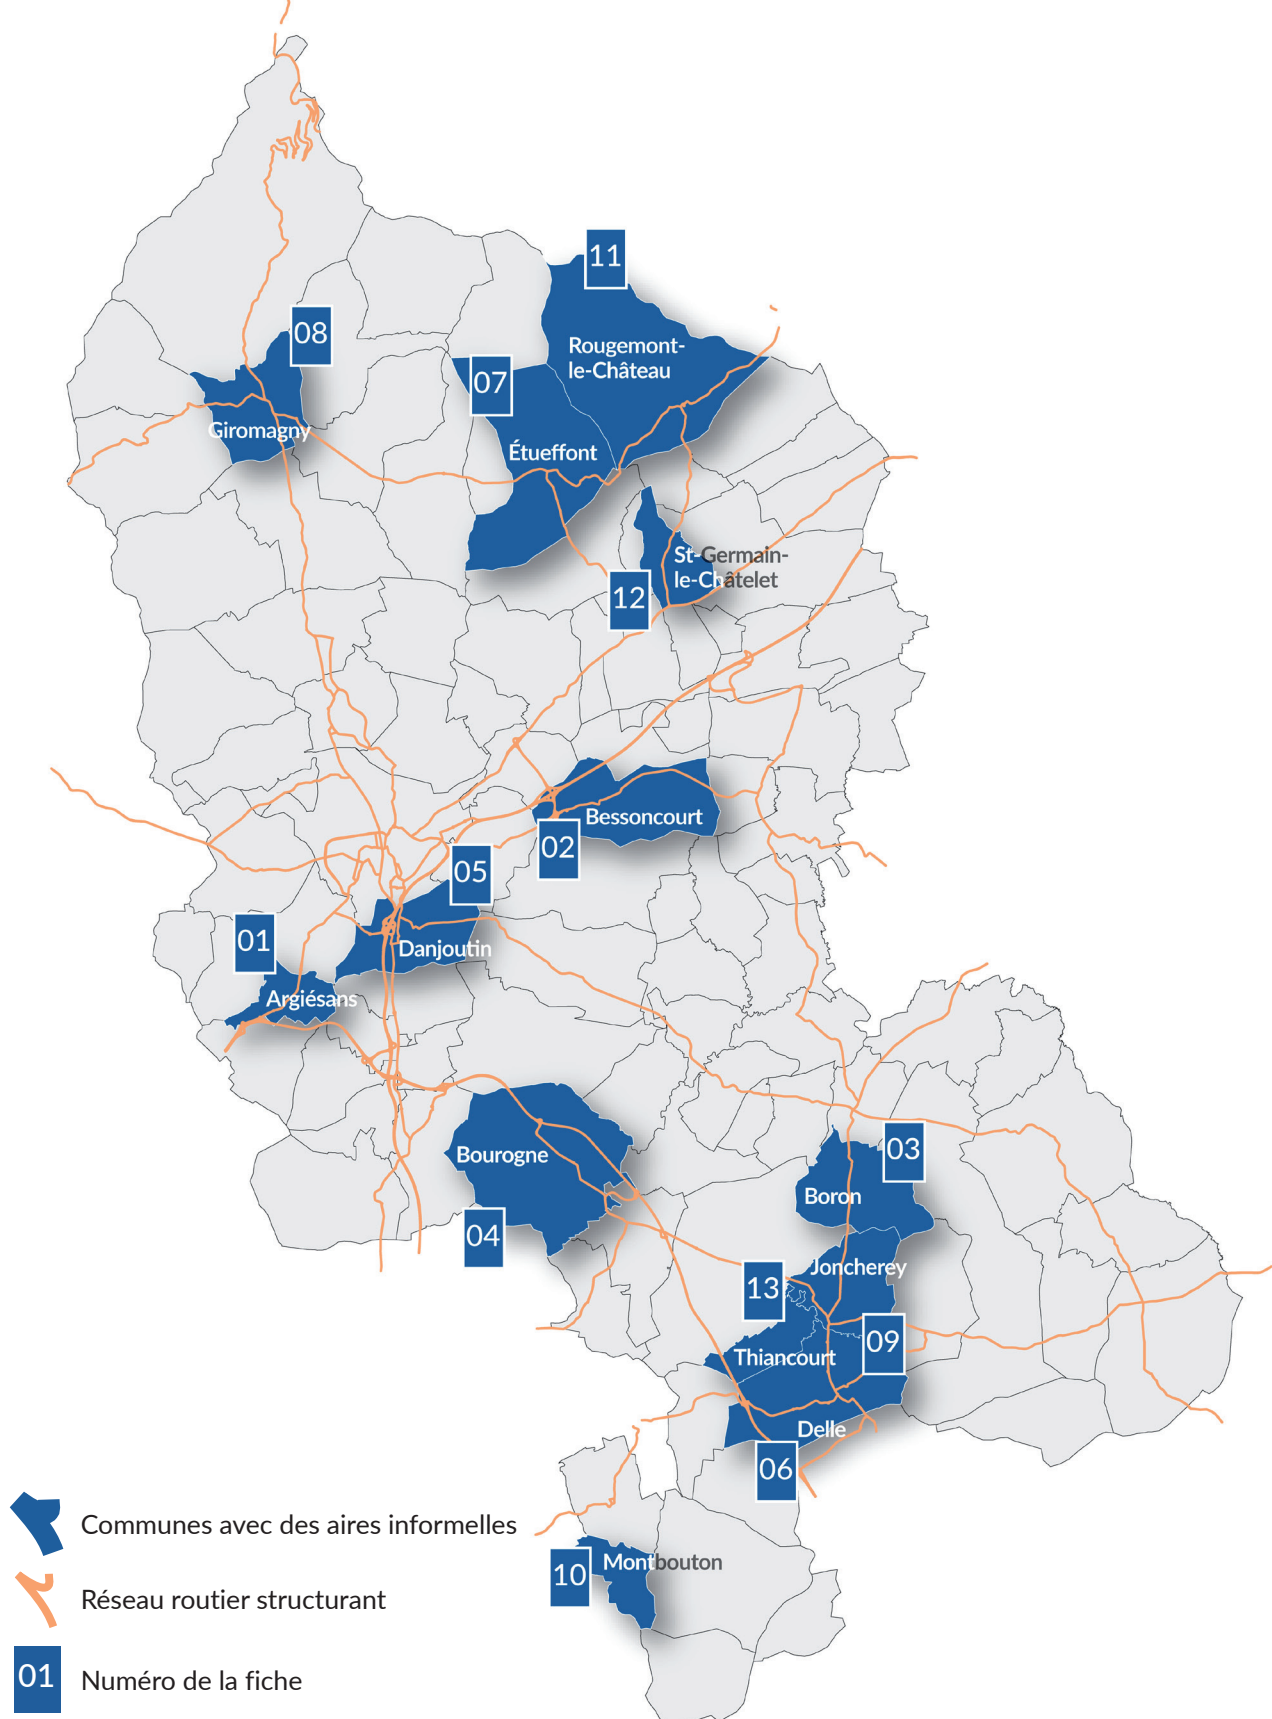 11
08
Rougemont-
le-Château
07
Giromagny
Étueffont
St-Germain-
le-Châtelet
12
Bessoncourt
02
05
01
Danjoutin
Argiésans
03
Bourogne
Boron
04
Joncherey
13
09
Thiancourt
Delle
06
Communes avec des aires informelles
Montbouton
10
Réseau routier structurant
01 Numéro de la fiche